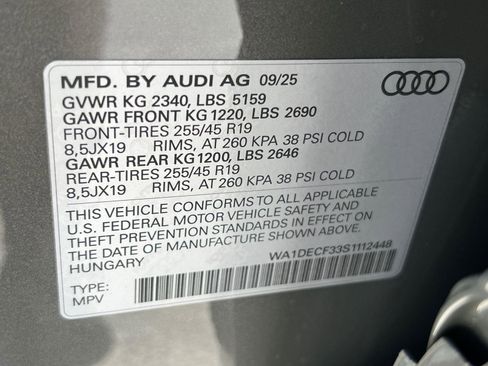 MFD. BY AUDI AG 09/25
GVWR KG 2340, LBS 5159
GAWR FRONT KG 1220, LBS 2690
FRONT-TIRES 255/45 R19
8,5JX19 RIMS, AT 260 KPA 38 PSI COLD
GAWR REAR KG1200, LBS 2646
REAR-TIRES 255/45 R19
8,5JX19 RIMS, AT 260 KPA 38 PSI COLD
THIS VEHICLE CONFORMS TO ALL APPLICABLE
U.S. FEDERAL MOTOR VEHICLE SAFETY AND
THEFT PREVENTION STANDARDS IN EFFECT ON
THE DATE OF MANUFACTURE SHOWN ABOVE.
HUNGARY
WA1DECF33S1112448
TYPE:
MPV